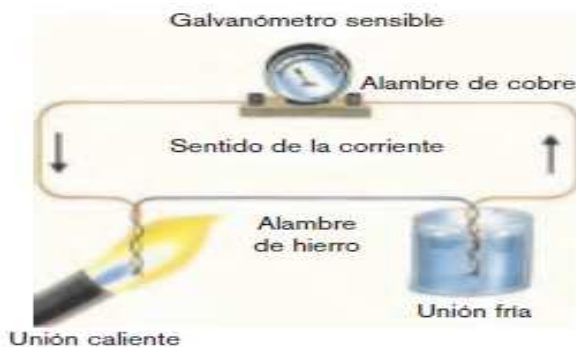 Galvanómetro sensible
Alambre de cobre
Sentido de la corriente
Alambre
de hierro
Unión fría
Unión caliente